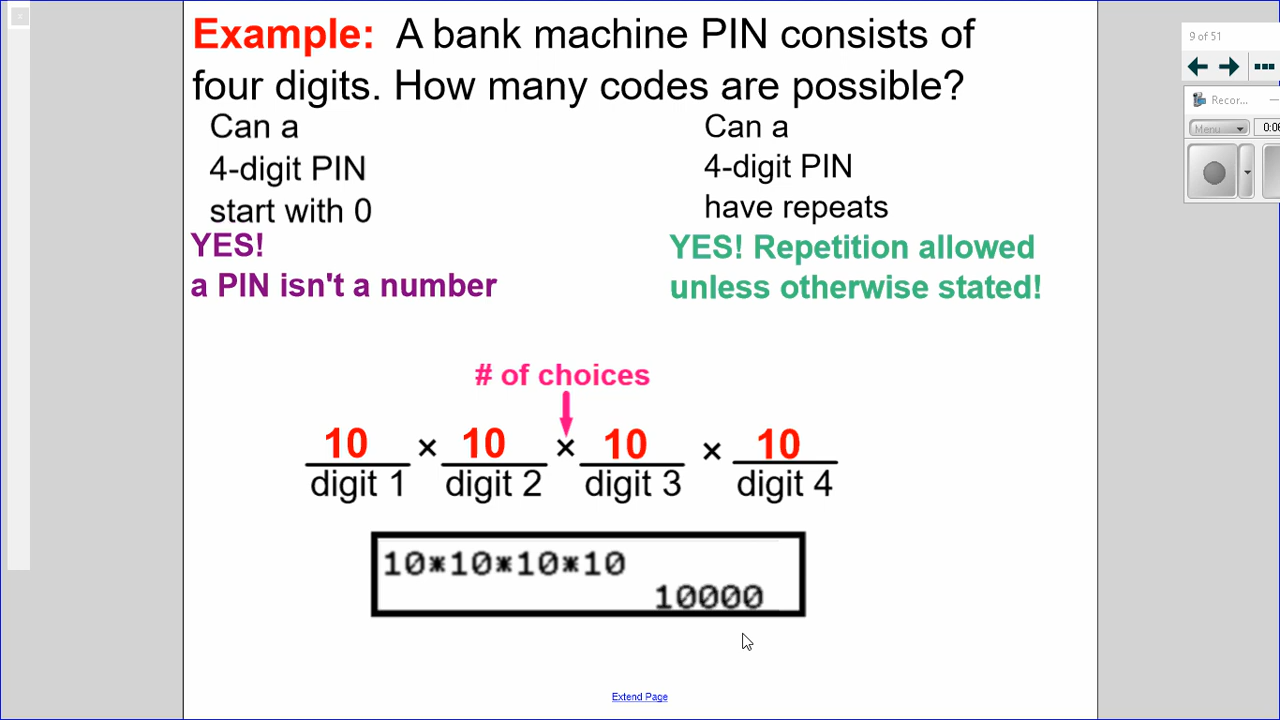 Example: A bank machine PIN consists of
four digits. How many codes are possible?
Can a
4-digit PIN
start with 0
YES!
a PIN isn't a number
Can a
4-digit PIN
have repeats
YES! Repetition allowed
unless otherwise stated!
# of choices
10 × 10 × 10 × 10
digit 1 digit 2 digit 3 digit 4
10*10*10*10
10000
Extend Page
9 of 51
Recor...
Menu